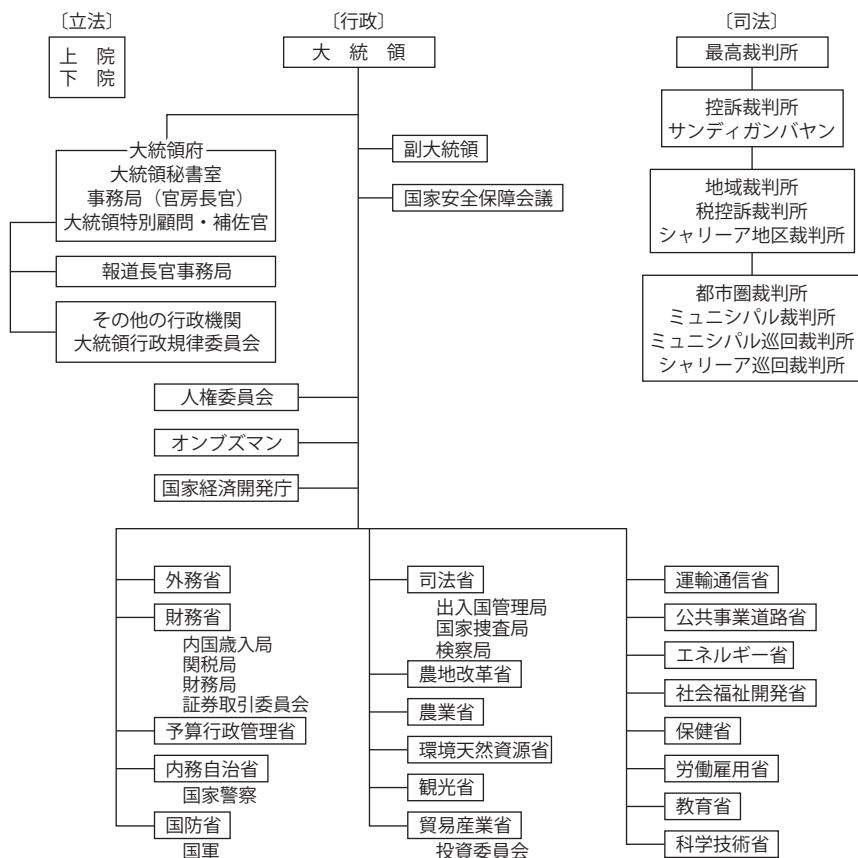 〔立法〕
上　院
下　院
〔行政〕
大　統　領
大統領府
大統領秘書室
事務局（官房長官）
大統領特別顧問・補佐官
報道長官事務局
その他の行政機関
大統領行政規律委員会
副大統領
国家安全保障会議
人権委員会
オンブズマン
国家経済開発庁
〔司法〕
最高裁判所
控訴裁判所
サンディガンバヤン
地域裁判所
税控訴裁判所
シャリーア地区裁判所
都市圏裁判所
ミュニシパル裁判所
ミュニシパル巡回裁判所
シャリーア巡回裁判所
外務省
財務省
内国歳入局
関税局
財務局
証券取引委員会
予算行政管理省
内務自治省
国家警察
国防省
国軍
司法省
出入国管理局
国家捜査局
検察局
農地改革省
農業省
環境天然資源省
観光省
貿易産業省
投資委員会
運輸通信省
公共事業道路省
エネルギー省
社会福祉開発省
保健省
労働雇用省
教育省
科学技術省